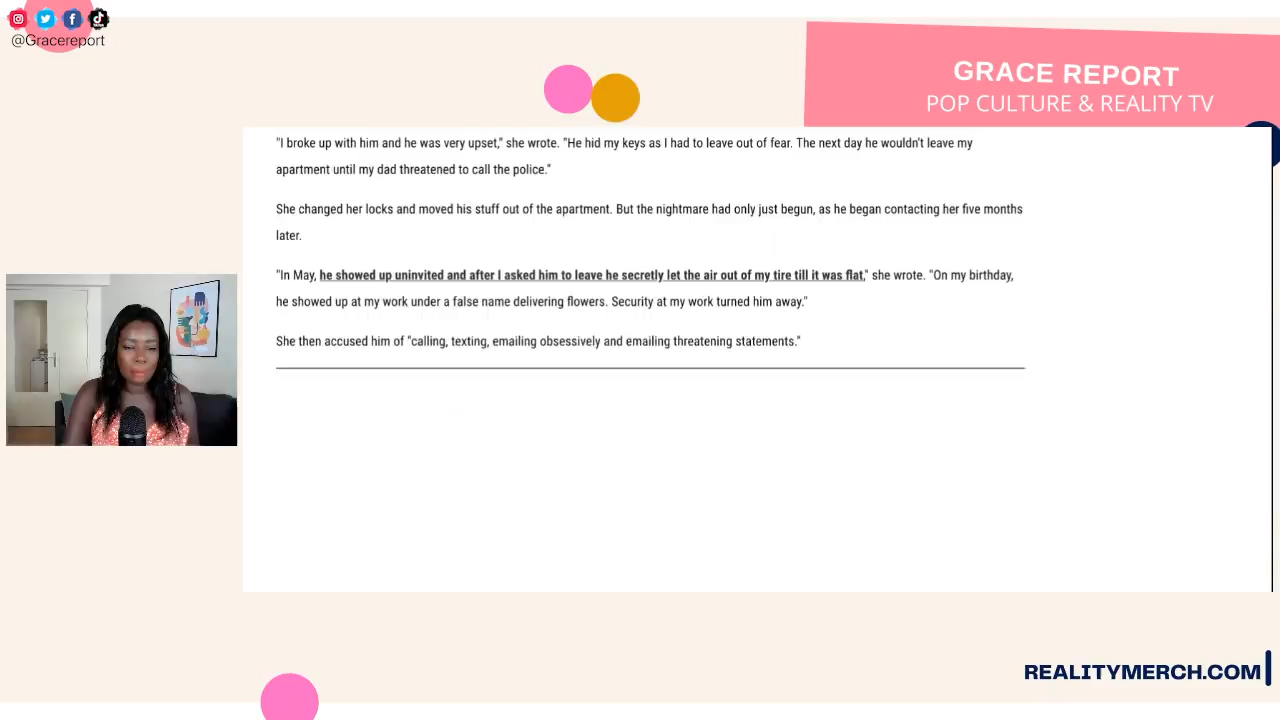 @Gracereport
GRACE REPORT
POP CULTURE & REALITY TV
"I broke up with him and he was very upset," she wrote. "He hid my keys as I had to leave out of fear. The next day he wouldn't leave my
apartment until my dad threatened to call the police."
She changed her locks and moved his stuff out of the apartment. But the nightmare had only just begun, as he began contacting her five months
later.
"In May, he showed up uninvited and after I asked him to leave he secretly let the air out of my tire till it was flat," she wrote. "On my birthday,
he showed up at my work under a false name delivering flowers. Security at my work turned him away."
She then accused him of "calling, texting, emailing obsessively and emailing threatening statements."
REALITYMERCH.COM